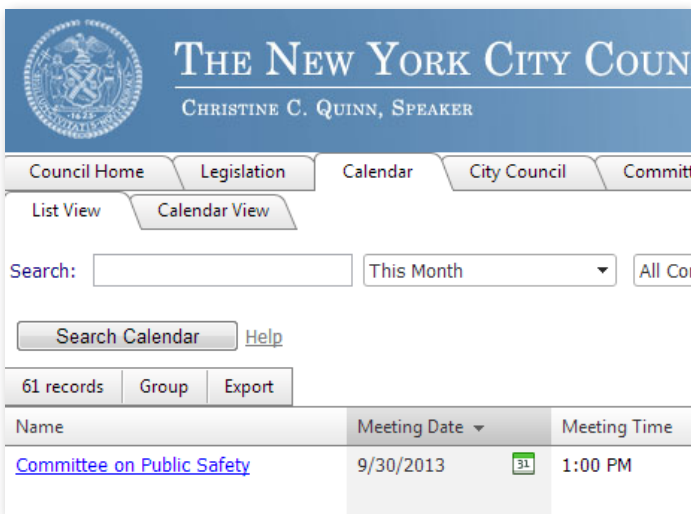 THE NEW YORK CITY COUN
CHRISTINE C. QUINN, SPEAKER
Council Home Legislation Calendar City Council Committ
List View Calendar View
Search: This Month All Co
Search Calendar Help
61 records Group Export
Name Meeting Date Meeting Time
Committee on Public Safety 9/30/2013 31 1:00 PM